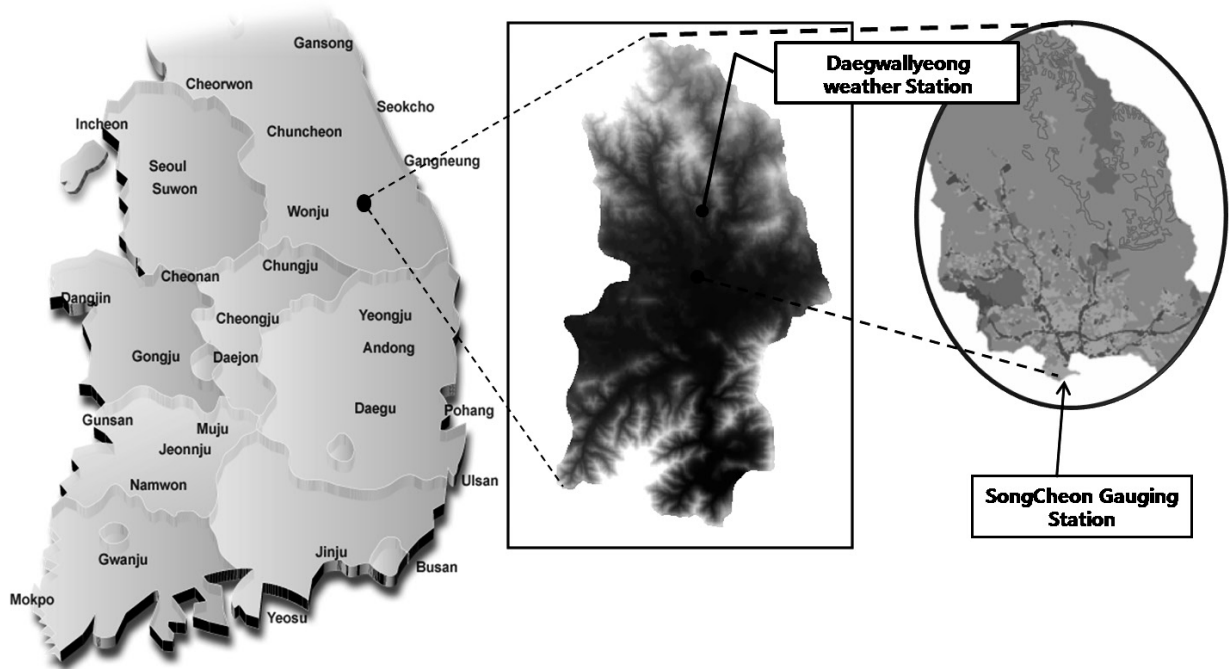 Gansong
Cheorwon
Seokcho
Incheon
Chuncheon
Seoul
Gangneung
Suwon
Wonju
Chungju
Cheonan
Dangjin
Cheongju
Yeongju
Gongju
Daejon
Andong
Daegu
Pohang
Gunsan
Muju
Jeonnju
Ulsan
Namwon
Gwanju
Jinju
Busan
Mokpo
Yeosu
Daegwallyeong
weather Station
SongCheon Gauging
Station